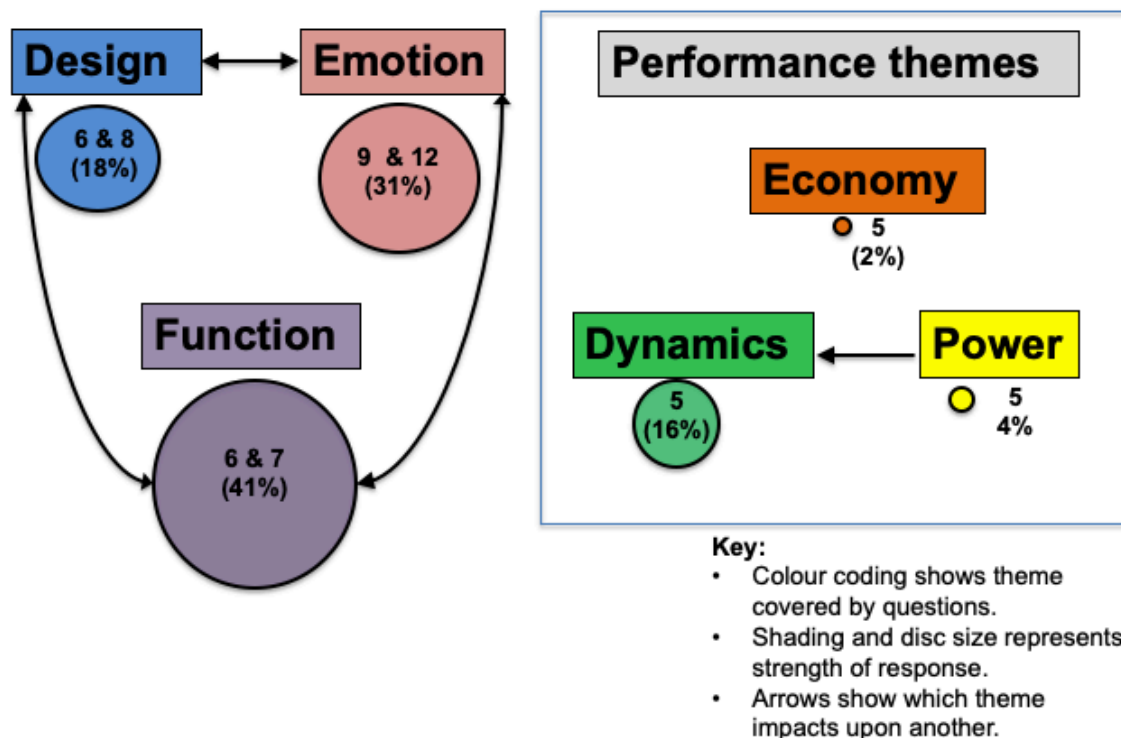 Design
Emotion
6 & 8
(18%)
9 & 12
(31%)
Function
6 & 7
(41%)
Performance themes
Economy
5
(2%)
Dynamics
Power
5
(16%)
5
4%
Key:
• Colour coding shows theme
covered by questions.
• Shading and disc size represents
strength of response.
• Arrows show which theme
impacts upon another.